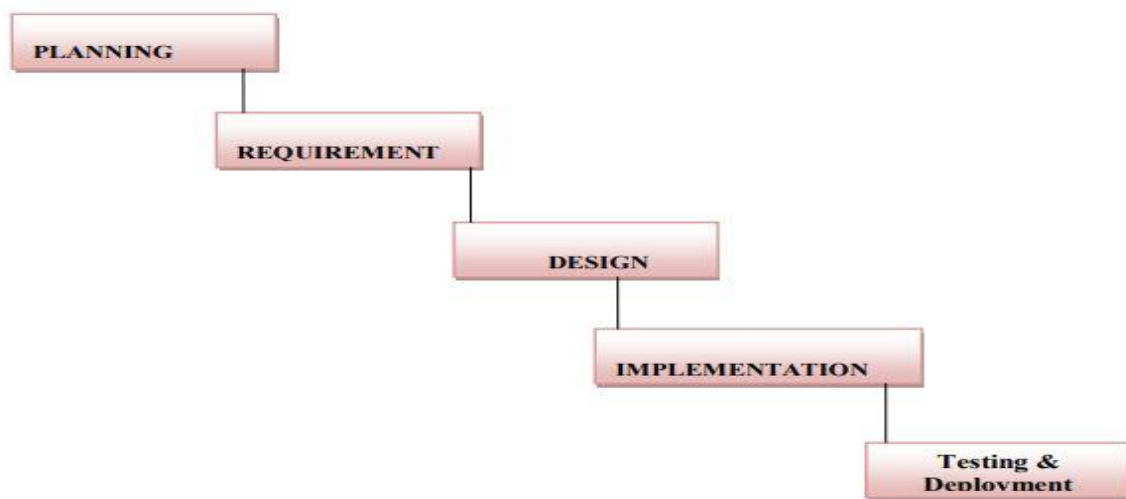 PLANNING
REQUIREMENT
DESIGN
IMPLEMENTATION
Testing &
Deployment